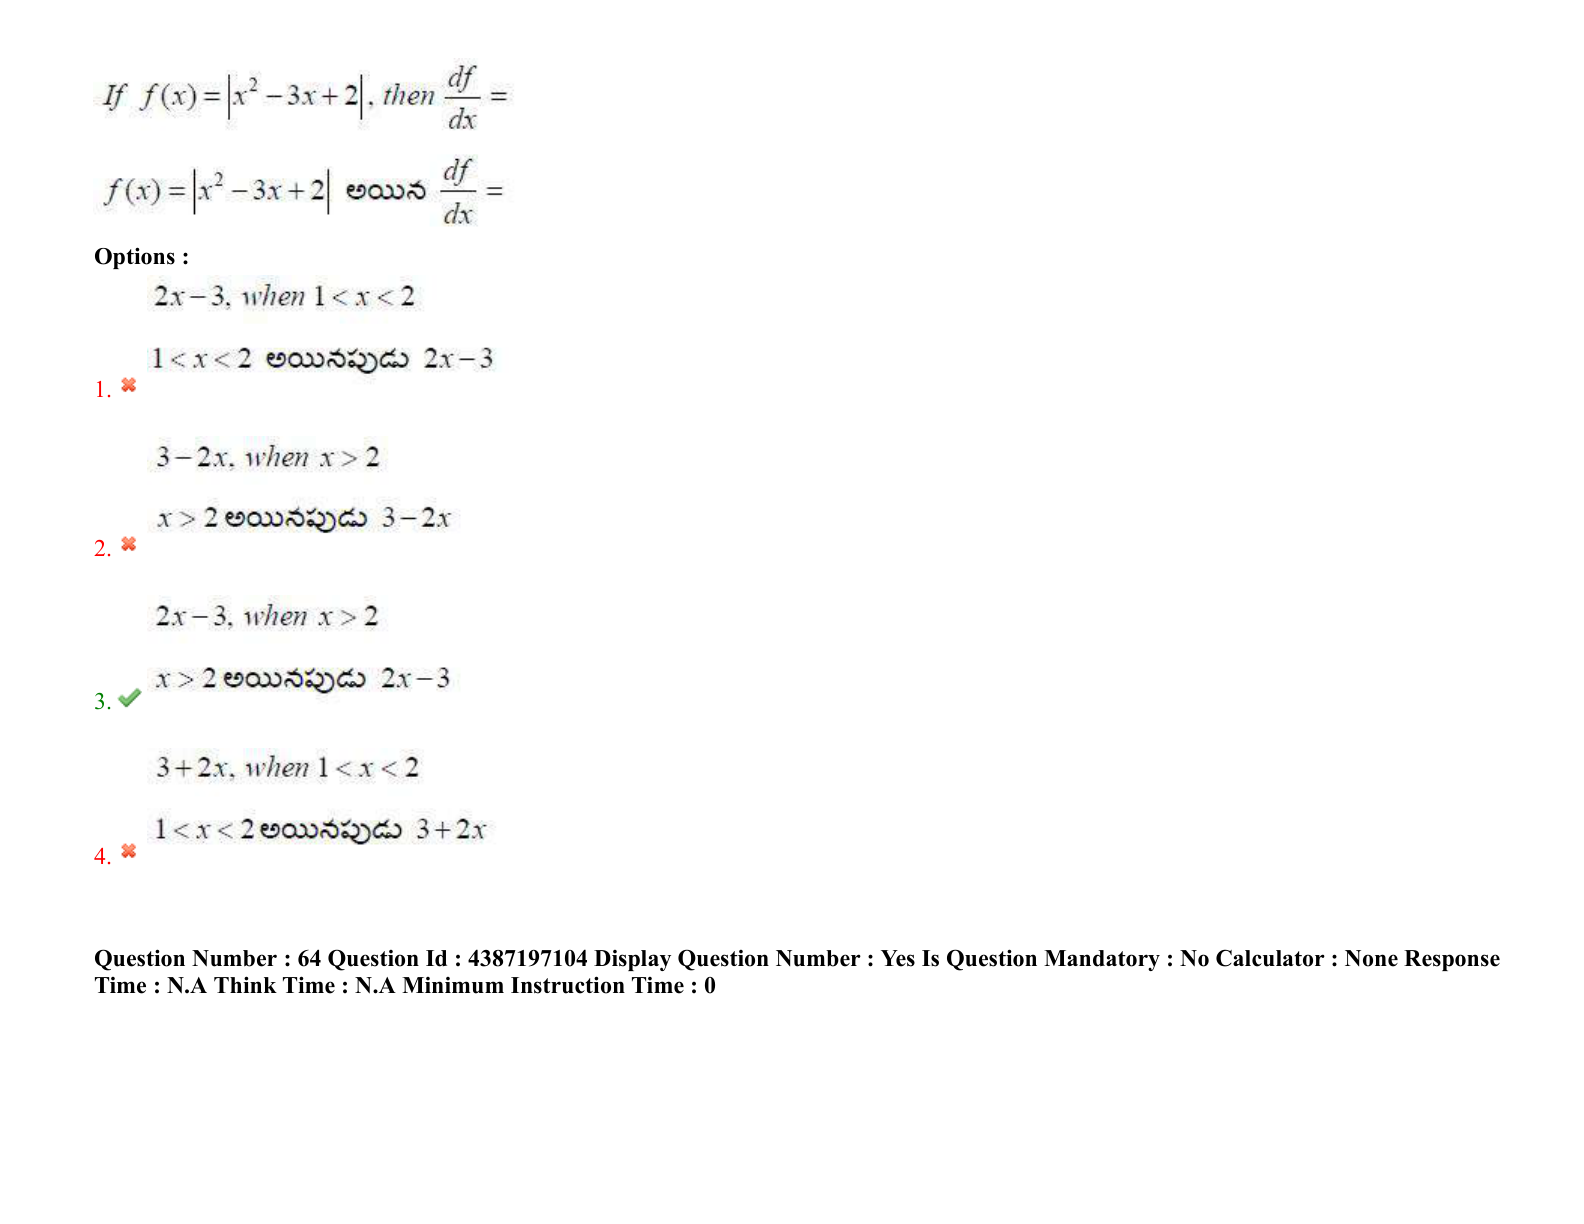 If f(x) = |x² − 3x + 2|, then df/dx =
f(x) = |x² − 3x + 2| అయిన df/dx =
Options :
2x − 3, when 1 < x < 2
1 < x < 2 అయినపుడు 2x − 3
1.
3 − 2x, when x > 2
x > 2 అయినపుడు 3 − 2x
2.
2x − 3, when x > 2
x > 2 అయినపుడు 2x − 3
3.
3 + 2x, when 1 < x < 2
1 < x < 2 అయినపుడు 3 + 2x
4.
Question Number : 64 Question Id : 4387197104 Display Question Number : Yes Is Question Mandatory : No Calculator : None Response
Time : N.A Think Time : N.A Minimum Instruction Time : 0